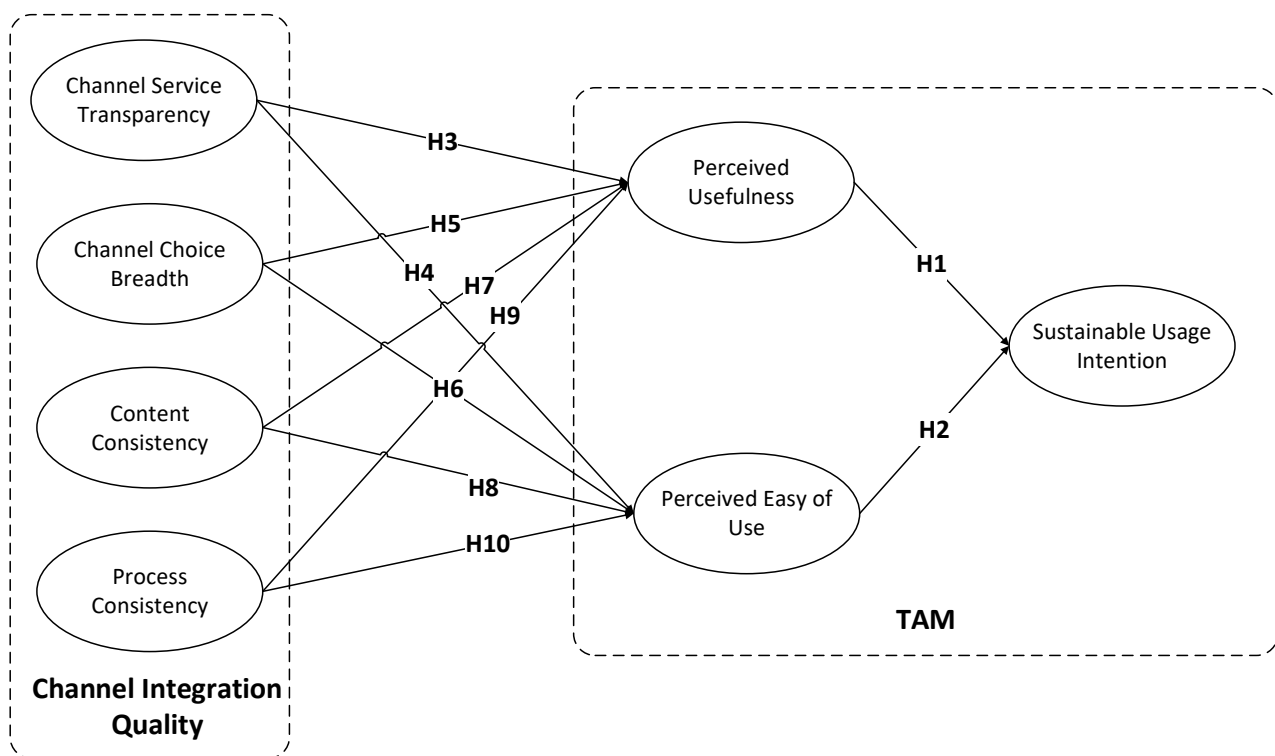 Channel Service
Transparency
Channel Choice
Breadth
Content
Consistency
Process
Consistency
Channel Integration
Quality
H3
H5
H4
H7
H9
H6
H8
H10
Perceived
Usefulness
Perceived Easy of
Use
H1
H2
Sustainable Usage
Intention
TAM